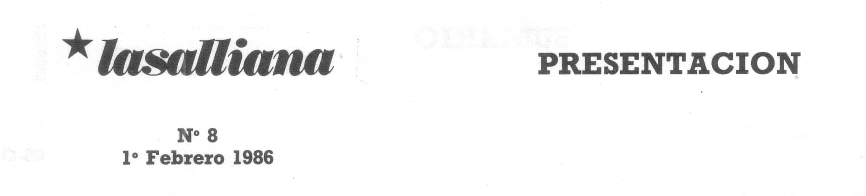 ★ lasalliana
PRESENTACION
Nº 8
1º Febrero 1986